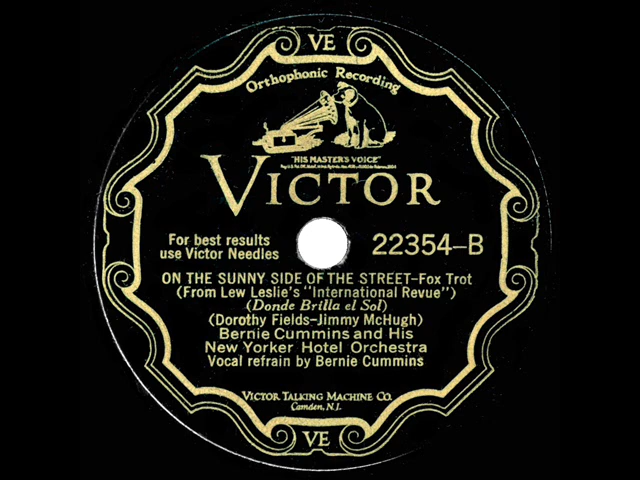 VE
Orthophonic Recording
"HIS MASTER'S VOICE"
VICTOR
For best results
use Victor Needles
22354-B
ON THE SUNNY SIDE OF THE STREET-Fox Trot
(From Lew Leslie's "International Revue")
(Donde Brilla el Sol)
(Dorothy Fields-Jimmy McHugh)
Bernie Cummins and His
New Yorker Hotel Orchestra
Vocal refrain by Bernie Cummins
VICTOR TALKING MACHINE CO.
Camden, N.J.
VE